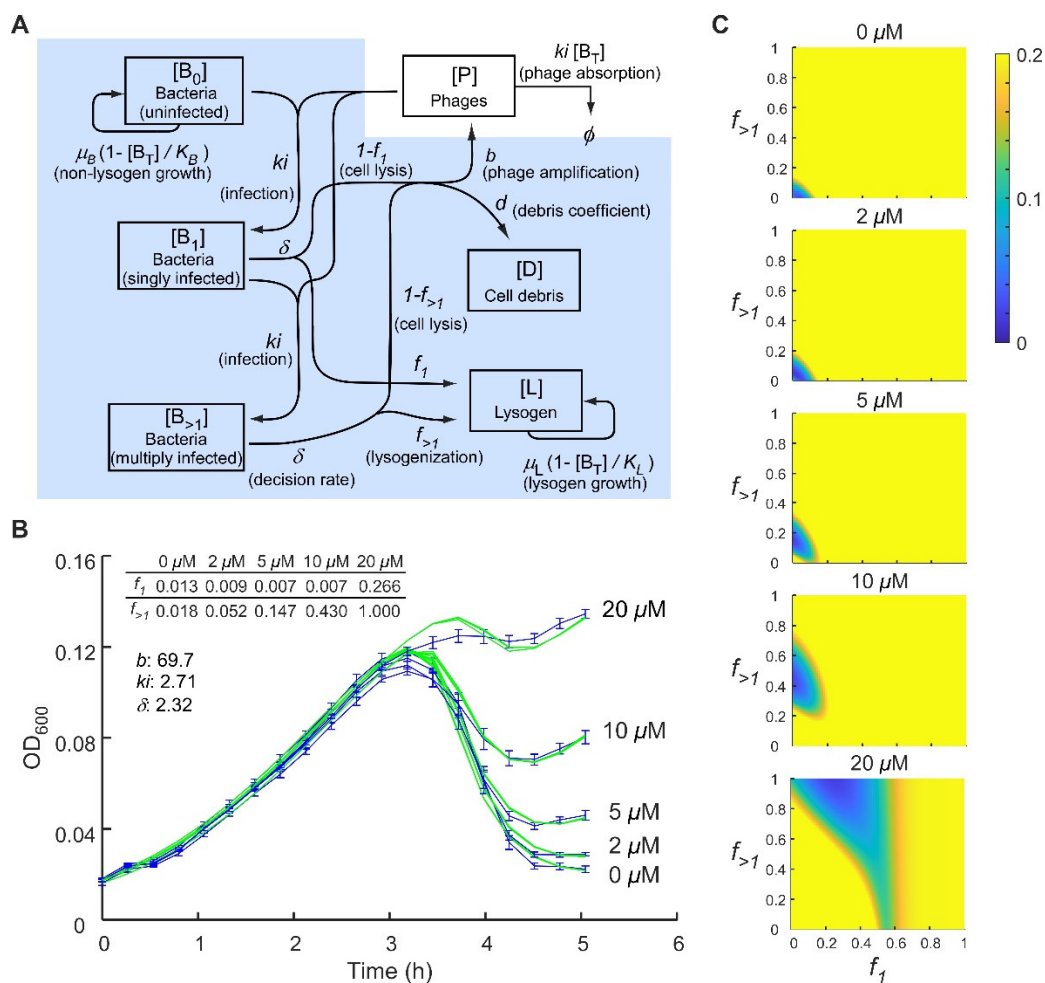 A
[B0]
Bacteria
(uninfected)
μB (1- [BT] / KB)
(non-lysogen growth)
[P]
Phages
ki [BT]
(phage absorption)
ϕ
ki
(infection)
1-f1
(cell lysis)
b
(phage amplification)
d (debris coefficient)
[B1]
Bacteria
(singly infected)
δ
[D]
Cell debris
1-f>1
(cell lysis)
ki
(infection)
f1
[L]
Lysogen
[B>1]
Bacteria
(multiply infected)
δ
(decision rate)
f>1
(lysogenization)
μL (1- [BT] / KL)
(lysogen growth)
B
0 μM 2 μM 5 μM 10 μM 20 μM
f1 0.013 0.009 0.007 0.007 0.266
f>1 0.018 0.052 0.147 0.430 1.000
b: 69.7
ki: 2.71
δ: 2.32
OD600
0.16
0.12
0.08
0.04
0
20 μM
10 μM
5 μM
2 μM
0 μM
0 1 2 3 4 5 6
Time (h)
C
0 μM
f>1
1
0.8
0.6
0.4
0.2
0
0.2
0.1
0
2 μM
f>1
1
0.8
0.6
0.4
0.2
0
5 μM
f>1
1
0.8
0.6
0.4
0.2
0
10 μM
f>1
1
0.8
0.6
0.4
0.2
0
20 μM
f>1
1
0.8
0.6
0.4
0.2
0
0 0.2 0.4 0.6 0.8 1
f1